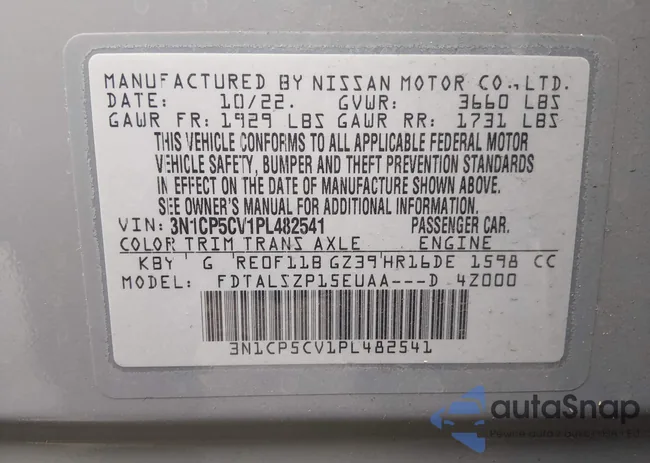 MANUFACTURED BY NISSAN MOTOR CO.,LTD.
DATE: 10/22. GVWR: 3660 LBS
GAWR FR: 1929 LBS GAWR RR: 1731 LBS
THIS VEHICLE CONFORMS TO ALL APPLICABLE FEDERAL MOTOR
VEHICLE SAFETY, BUMPER AND THEFT PREVENTION STANDARDS
IN EFFECT ON THE DATE OF MANUFACTURE SHOWN ABOVE.
SEE OWNER'S MANUAL FOR ADDITIONAL INFORMATION.
VIN: 3N1CP5CV1PL482541 PASSENGER CAR.
COLOR TRIM TRANS AXLE ENGINE
KBY G RE0F11B GZ39 HR16DE 1598 CC
MODEL: FDTALSZP15EUAA---D 4Z000
3N1CP5CV1PL482541
autaSnap